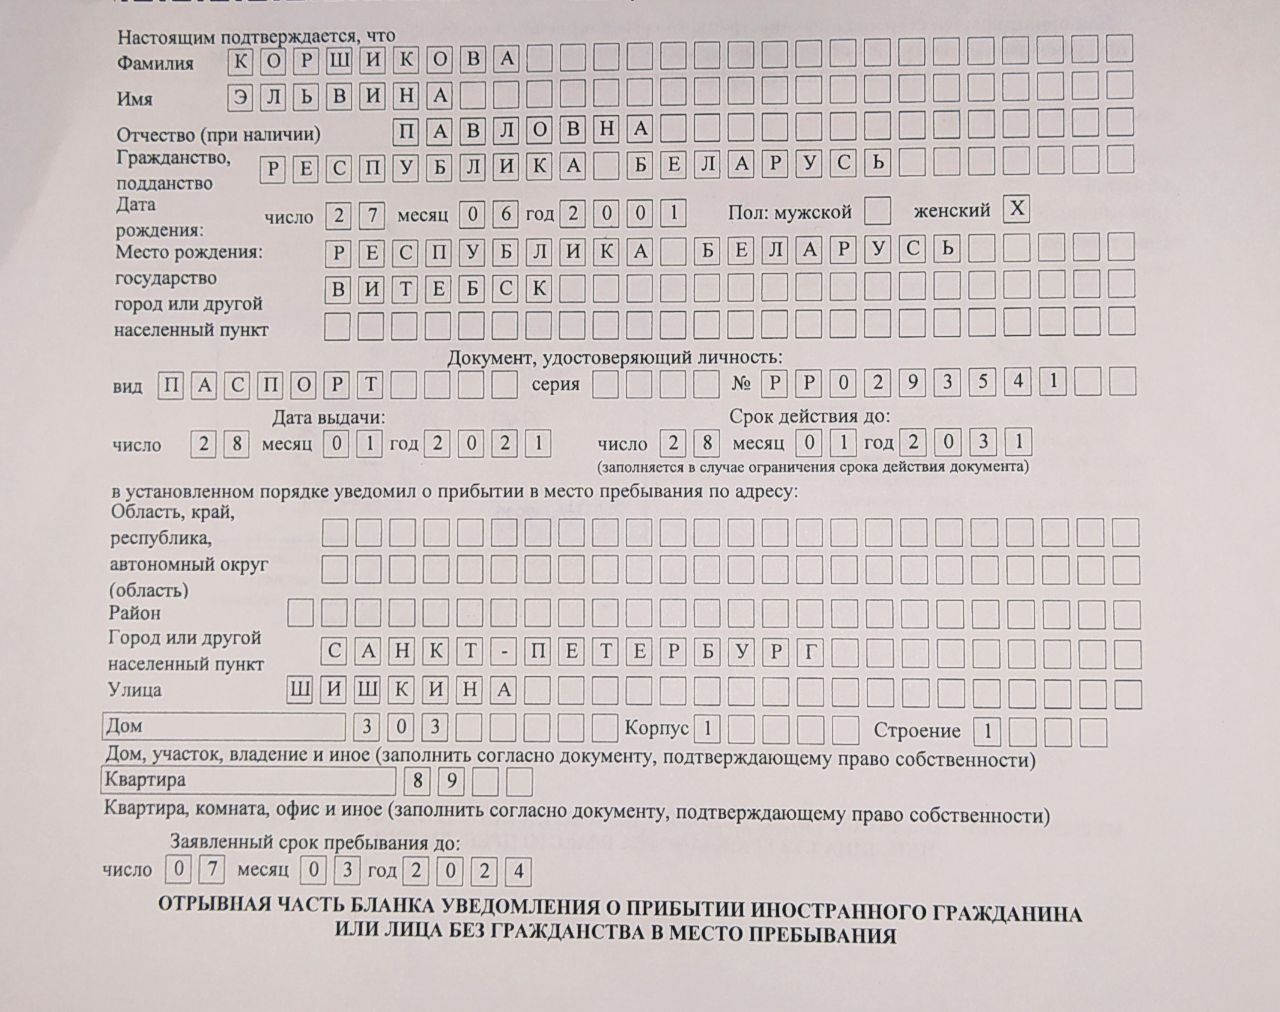 Настоящим подтверждается, что
Фамилия КОРШИКОВА
Имя ЭЛЬВИНА
Отчество (при наличии) ПАВЛОВНА
Гражданство, подданство РЕСПУБЛИКА БЕЛАРУСЬ
Дата рождения: число 27 месяц 06 год 2001 Пол: мужской женский X
Место рождения: РЕСПУБЛИКА БЕЛАРУСЬ
государство
город или другой ВИТЕБСК
населенный пункт
Документ, удостоверяющий личность:
вид ПАСПОРТ серия № РР0293541
Дата выдачи: Срок действия до:
число 28 месяц 01 год 2021 число 28 месяц 01 год 2031
(заполняется в случае ограничения срока действия документа)
в установленном порядке уведомил о прибытии в место пребывания по адресу:
Область, край,
республика,
автономный округ
(область)
Район
Город или другой
населенный пункт САНКТ-ПЕТЕРБУРГ
Улица ШИШКИНА
Дом 303 Корпус 1 Строение 1
Дом, участок, владение и иное (заполнить согласно документу, подтверждающему право собственности)
Квартира 89
Квартира, комната, офис и иное (заполнить согласно документу, подтверждающему право собственности)
Заявленный срок пребывания до:
число 07 месяц 03 год 2024
ОТРЫВНАЯ ЧАСТЬ БЛАНКА УВЕДОМЛЕНИЯ О ПРИБЫТИИ ИНОСТРАННОГО ГРАЖДАНИНА
ИЛИ ЛИЦА БЕЗ ГРАЖДАНСТВА В МЕСТО ПРЕБЫВАНИЯ